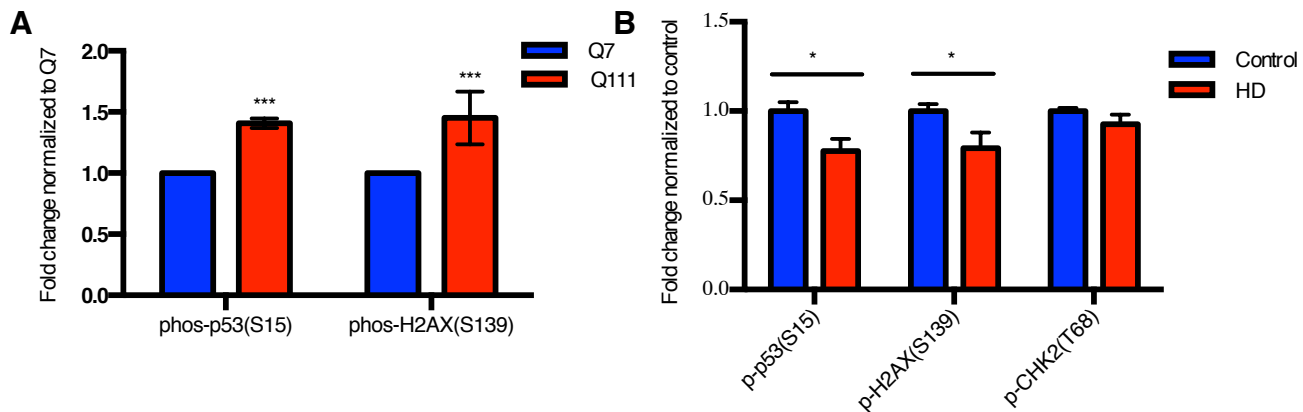 A
Fold change normalized to Q7
2.0
1.5
1.0
0.5
0.0
***
***
phos-p53(S15)
phos-H2AX(S139)
Q7
Q111
B
Fold change normalized to control
1.5
1.0
0.5
0.0
*
*
p-p53(S15)
p-H2AX(S139)
p-CHK2(T68)
Control
HD